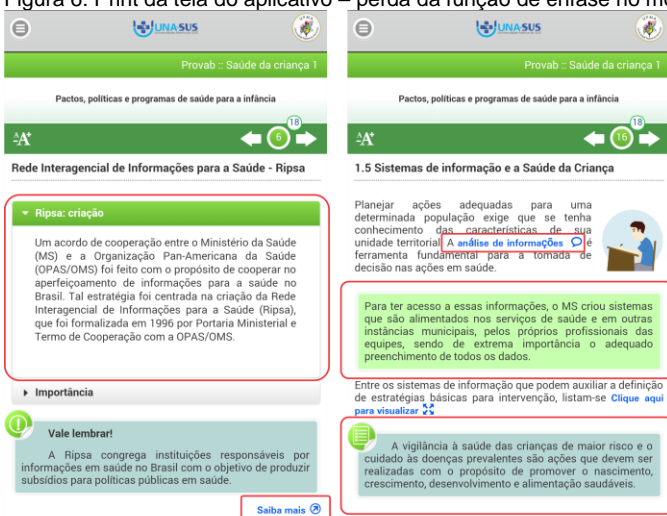 Figura 6: Print da tela do aplicativo – perda da função de ênfase no
UNA-SUS
Provab :: Saúde da criança 1
Pactos, políticas e programas de saúde para a infância
A A+
6
18
Rede Interagencial de Informações para a Saúde - Ripsa
Ripsa: criação
Um acordo de cooperação entre o Ministério da Saúde
(MS) e a Organização Pan-Americana da Saúde
(OPAS/OMS) foi feito com o propósito de cooperar no
aperfeiçoamento de informações para a saúde no
Brasil. Tal estratégia foi centrada na criação da Rede
Interagencial de Informações para a Saúde (Ripsa),
que foi formalizada em 1996 por Portaria Ministerial e
Termo de Cooperação com a OPAS/OMS.
Importância
Vale lembrar!
A Ripsa congrega instituições responsáveis por
informações em saúde no Brasil com o objetivo de produzir
subsídios para políticas públicas em saúde.
Saiba mais
UNA-SUS
Provab :: Saúde da criança 1
Pactos, políticas e programas de saúde para a infância
A A+
16
18
1.5 Sistemas de informação e a Saúde da Criança
Planejar ações adequadas para uma
determinada população exige que se tenha
conhecimento das características de sua
unidade territorial. A análise de informações é
ferramenta fundamental para a tomada de
decisão nas ações em saúde.
Para ter acesso a essas informações, o MS criou sistemas
que são alimentados nos serviços de saúde e em outras
instâncias municipais, pelos próprios profissionais das
equipes, sendo de extrema importância o adequado
preenchimento de todos os dados.
Entre os sistemas de informação que podem auxiliar a definição
de estratégias básicas para intervenção, listam-se Clique aqui
para visualizar
A vigilância à saúde das crianças de maior risco e o
cuidado às doenças prevalentes são ações que devem ser
realizadas com o propósito de promover o nascimento,
crescimento, desenvolvimento e alimentação saudáveis.